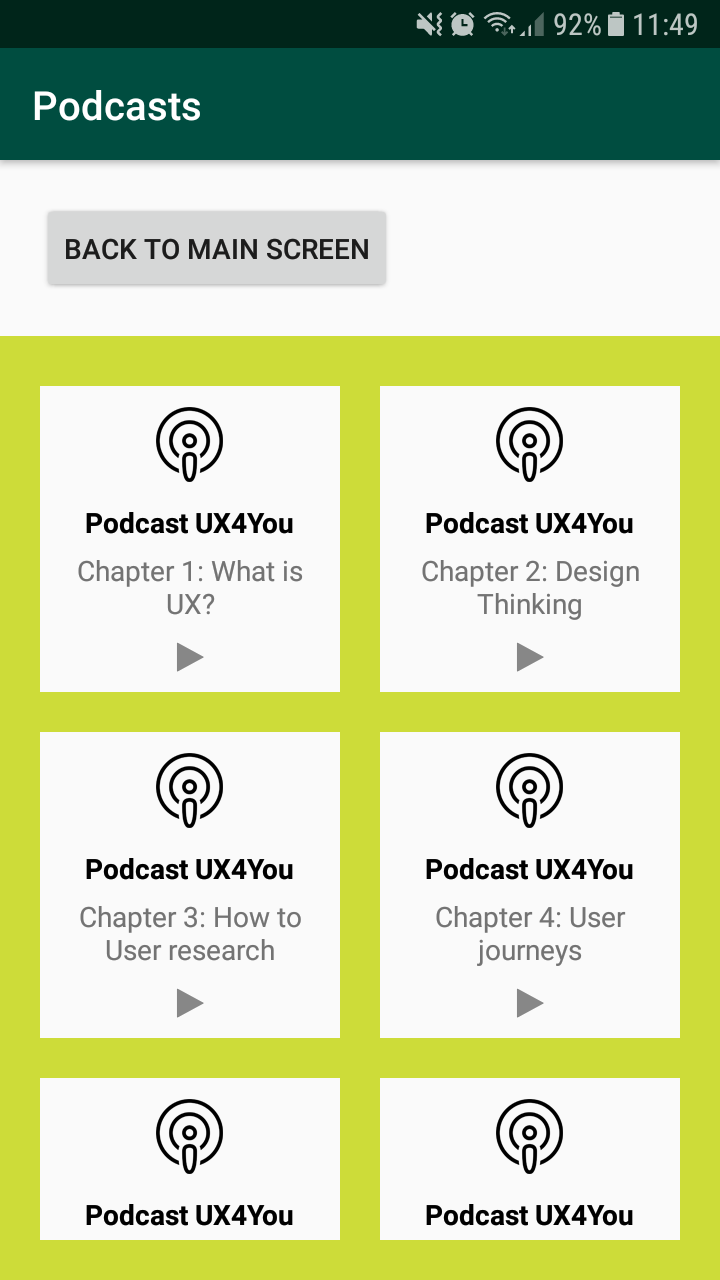 92% 11:49
Podcasts
BACK TO MAIN SCREEN
Podcast UX4You
Chapter 1: What is
UX?
Podcast UX4You
Chapter 2: Design
Thinking
Podcast UX4You
Chapter 3: How to
User research
Podcast UX4You
Chapter 4: User
journeys
Podcast UX4You
Podcast UX4You